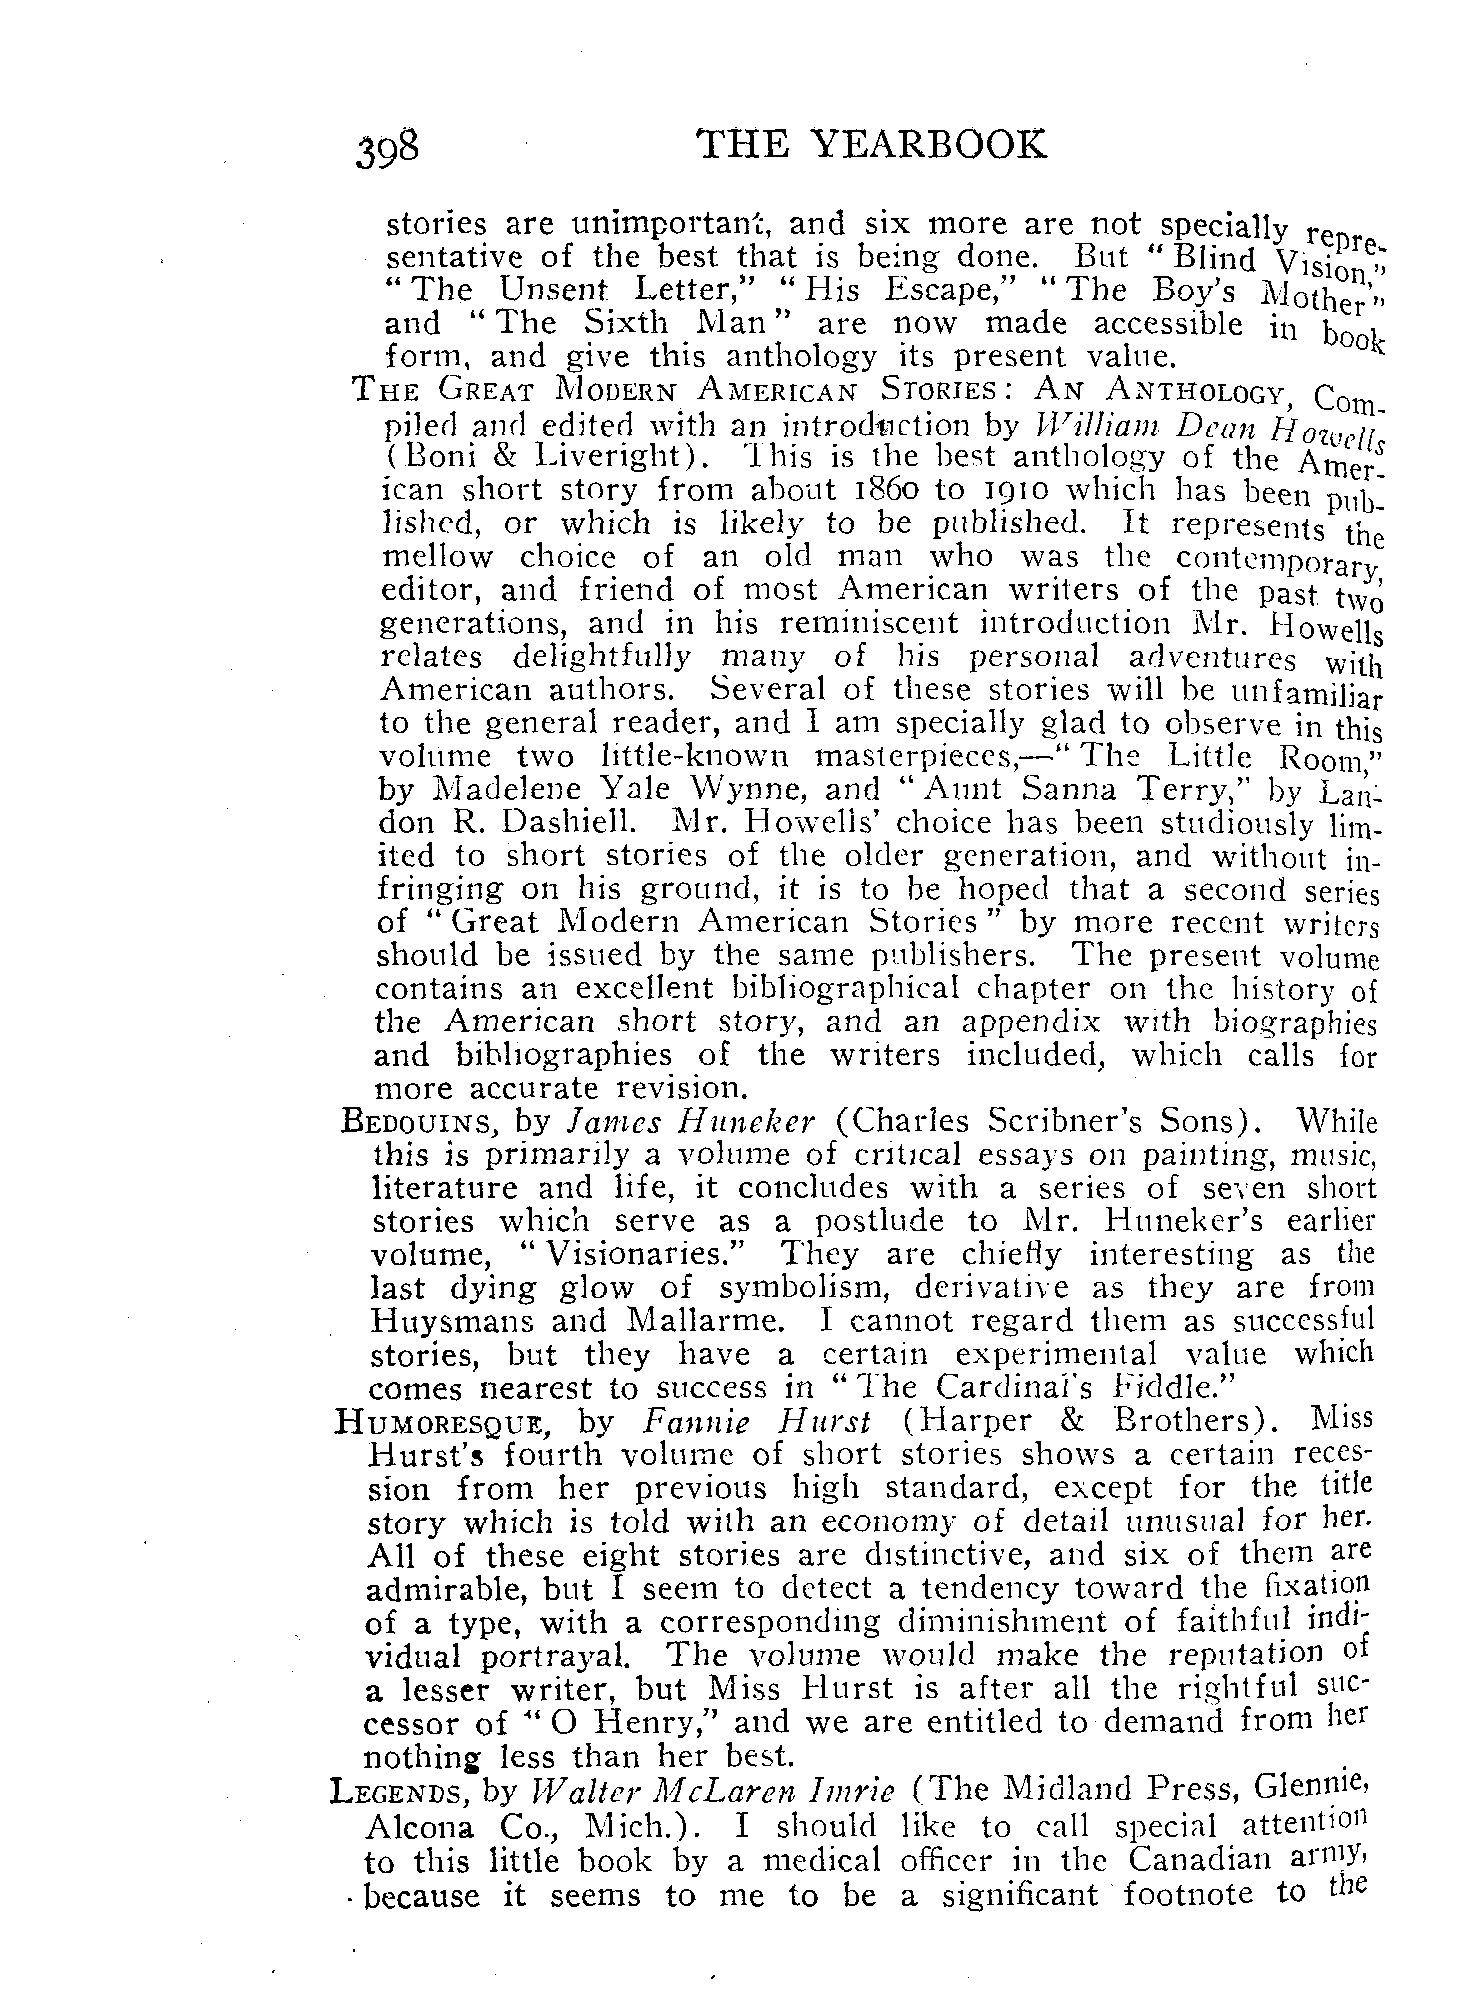 398 THE YEARBOOK
stories are unimportant, and six more are not specially repre-
sentative of the best that is being done. But “Blind Vision,”
“The Unsent Letter,” “His Escape,” “The Boy's Mother”
and “The Sixth Man” are now made accessible in book
form, and give this anthology its present value.
THE GREAT MODERN AMERICAN STORIES: AN ANTHOLOGY, Com-
piled and edited with an introduction by William Dean Howells
(Boni & Liveright). This is the best anthology of the Amer-
ican short story from about 1860 to 1910 which has been pub-
lished, or which is likely to be published. It represents the
mellow choice of an old man who was the contemporary,
editor, and friend of most American writers of the past two
generations, and in his reminiscent introduction Mr. Howells
relates delightfully many of his personal adventures with
American authors. Several of these stories will be unfamiliar
to the general reader, and I am specially glad to observe in this
volume two little-known masterpieces,—“The Little Room,”
by Madelene Yale Wynne, and “Aunt Sanna Terry,” by Lan-
don R. Dashiell. Mr. Howells' choice has been studiously lim-
ited to short stories of the older generation, and without in-
fringing on his ground, it is to be hoped that a second series
of “Great Modern American Stories” by more recent writers
should be issued by the same publishers. The present volume
contains an excellent bibliographical chapter on the history of
the American short story, and an appendix with biographies
and bibliographies of the writers included, which calls for
more accurate revision.
BEDOUINS, by James Huneker (Charles Scribner's Sons). While
this is primarily a volume of critical essays on painting, music,
literature and life, it concludes with a series of seven short
stories which serve as a postlude to Mr. Huneker's earlier
volume, “Visionaries.” They are chiefly interesting as the
last dying glow of symbolism, derivative as they are from
Huysmans and Mallarme. I cannot regard them as successful
stories, but they have a certain experimental value which
comes nearest to success in “The Cardinal's Fiddle.”
HUMORESQUE, by Fannie Hurst (Harper & Brothers). Miss
Hurst's fourth volume of short stories shows a certain reces-
sion from her previous high standard, except for the title
story which is told with an economy of detail unusual for her.
All of these eight stories are distinctive, and six of them are
admirable, but I seem to detect a tendency toward the fixation
of a type, with a corresponding diminishment of faithful indi-
vidual portrayal. The volume would make the reputation of
a lesser writer, but Miss Hurst is after all the rightful suc-
cessor of “O Henry,” and we are entitled to demand from her
nothing less than her best.
LEGENDS, by Walter McLaren Imrie (The Midland Press, Glennie,
Alcona Co., Mich.). I should like to call special attention
to this little book by a medical officer in the Canadian army,
because it seems to me to be a significant footnote to the